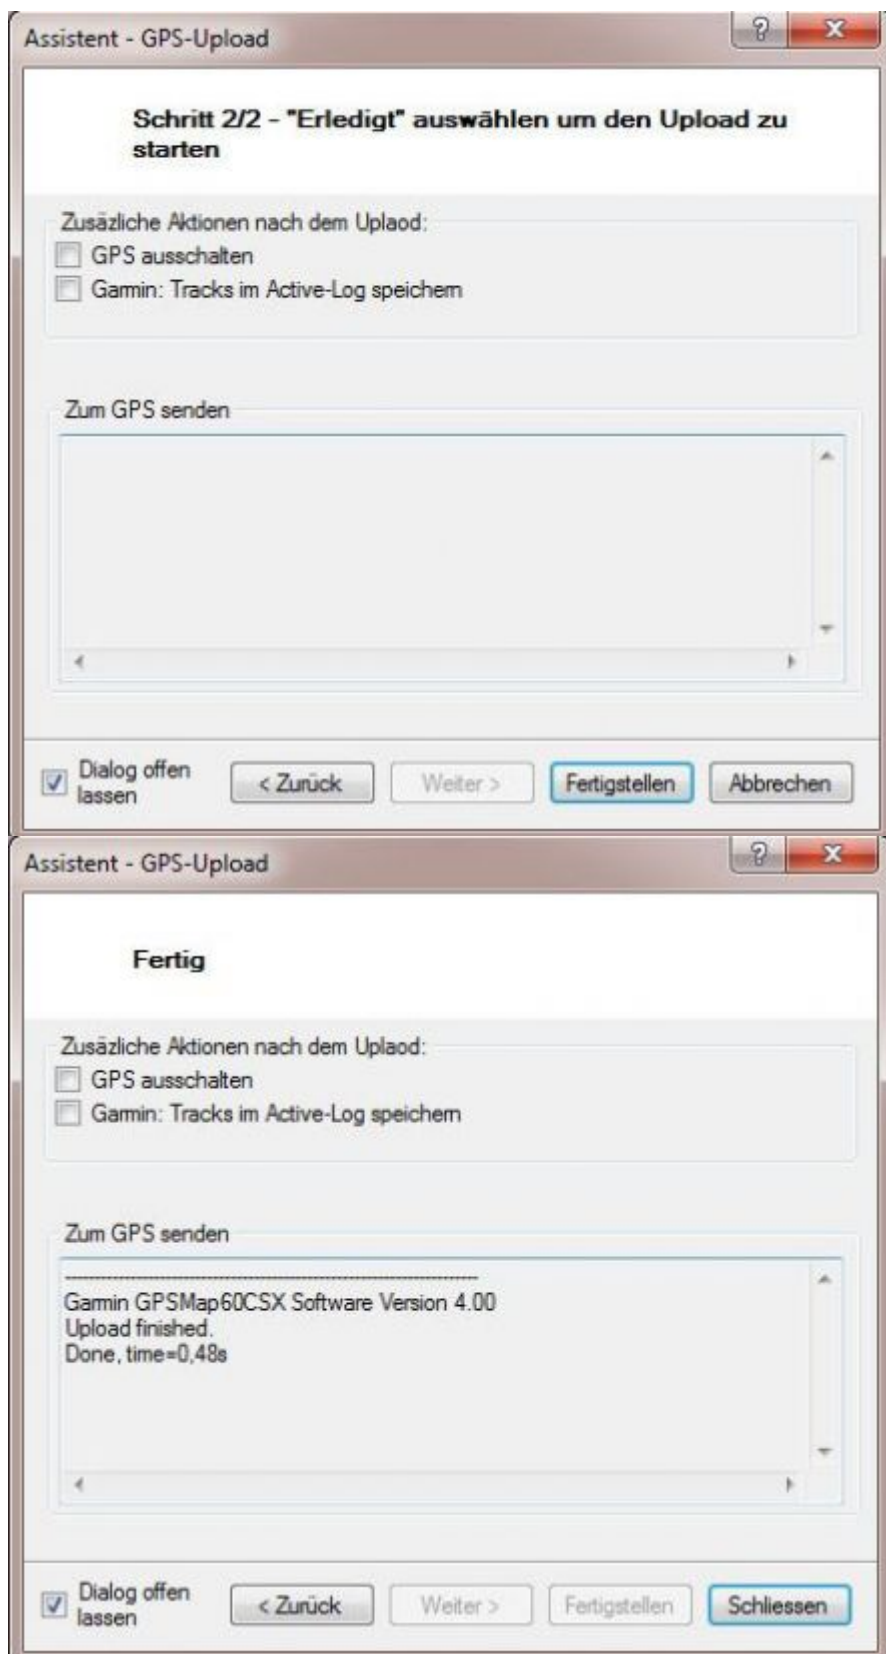 Assistent - GPS-Upload
Schritt 2/2 - "Erledigt" auswählen um den Upload zu
starten
Zusäzliche Aktionen nach dem Uplaod:
GPS ausschalten
Garmin: Tracks im Active-Log speichern
Zum GPS senden
Dialog offen
lassen
< Zurück
Weiter >
Fertigstellen
Abbrechen
Assistent - GPS-Upload
Fertig
Zusäzliche Aktionen nach dem Uplaod:
GPS ausschalten
Garmin: Tracks im Active-Log speichern
Zum GPS senden
Garmin GPSMap60CSX Software Version 4.00
Upload finished.
Done, time=0,48s
Dialog offen
lassen
< Zurück
Weiter >
Fertigstellen
Schliessen